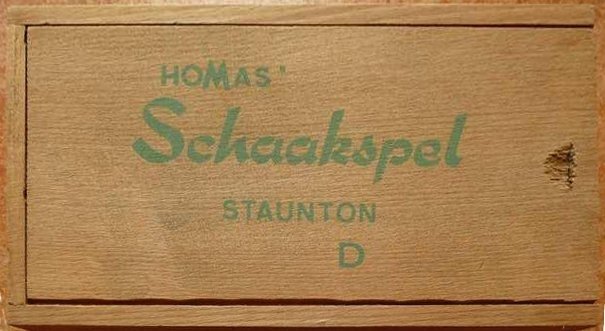 HOMAS'
Schaakspel
STAUNTON
D